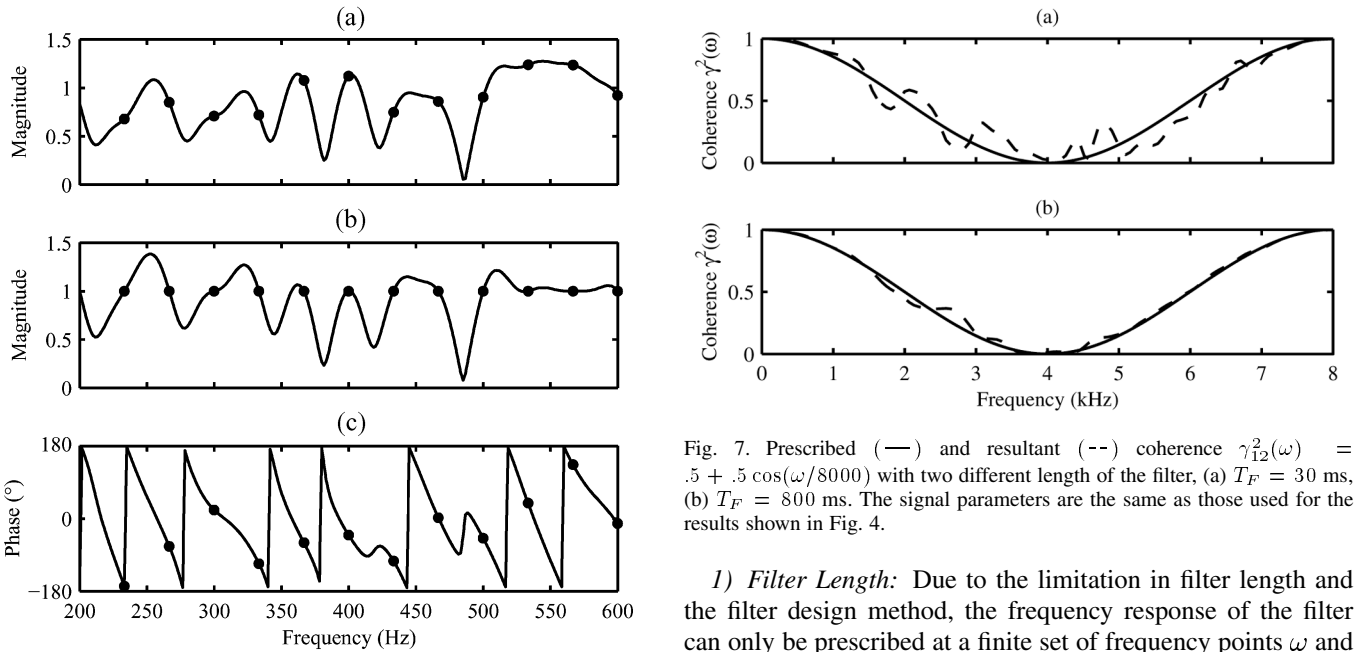 (a)
1.5
1
0.5
0
Magnitude
(b)
1.5
1
0.5
0
Magnitude
(c)
180
0
−180
Phase (°)
200 250 300 350 400 450 500 550 600
Frequency (Hz)
(a)
1
0.5
0
Coherence γ²(ω)
(b)
1
0.5
0
Coherence γ²(ω)
0 1 2 3 4 5 6 7 8
Frequency (kHz)
Fig. 7. Prescribed (—) and resultant (--) coherence γ²₁₂(ω) =
.5 + .5 cos(ω/8000) with two different length of the filter, (a) T_F = 30 ms,
(b) T_F = 800 ms. The signal parameters are the same as those used for the
results shown in Fig. 4.
1) Filter Length: Due to the limitation in filter length and
the filter design method, the frequency response of the filter
can only be prescribed at a finite set of frequency points ω and